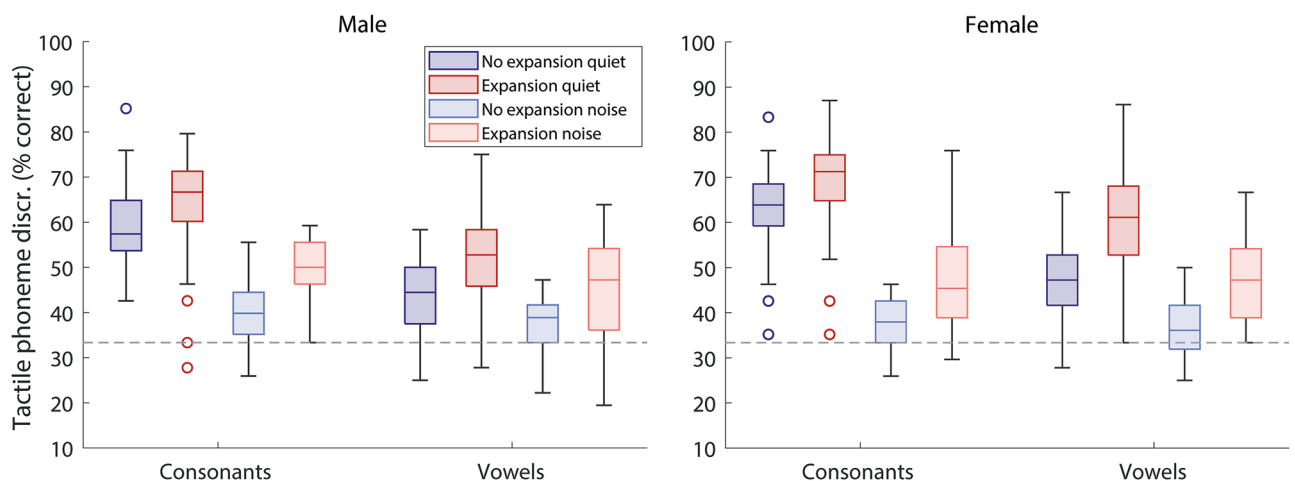 Male
Female
Tactile phoneme discr. (% correct)
100
90
80
70
60
50
40
30
20
10
No expansion quiet
Expansion quiet
No expansion noise
Expansion noise
Consonants
Vowels
100
90
80
70
60
50
40
30
20
10
Consonants
Vowels